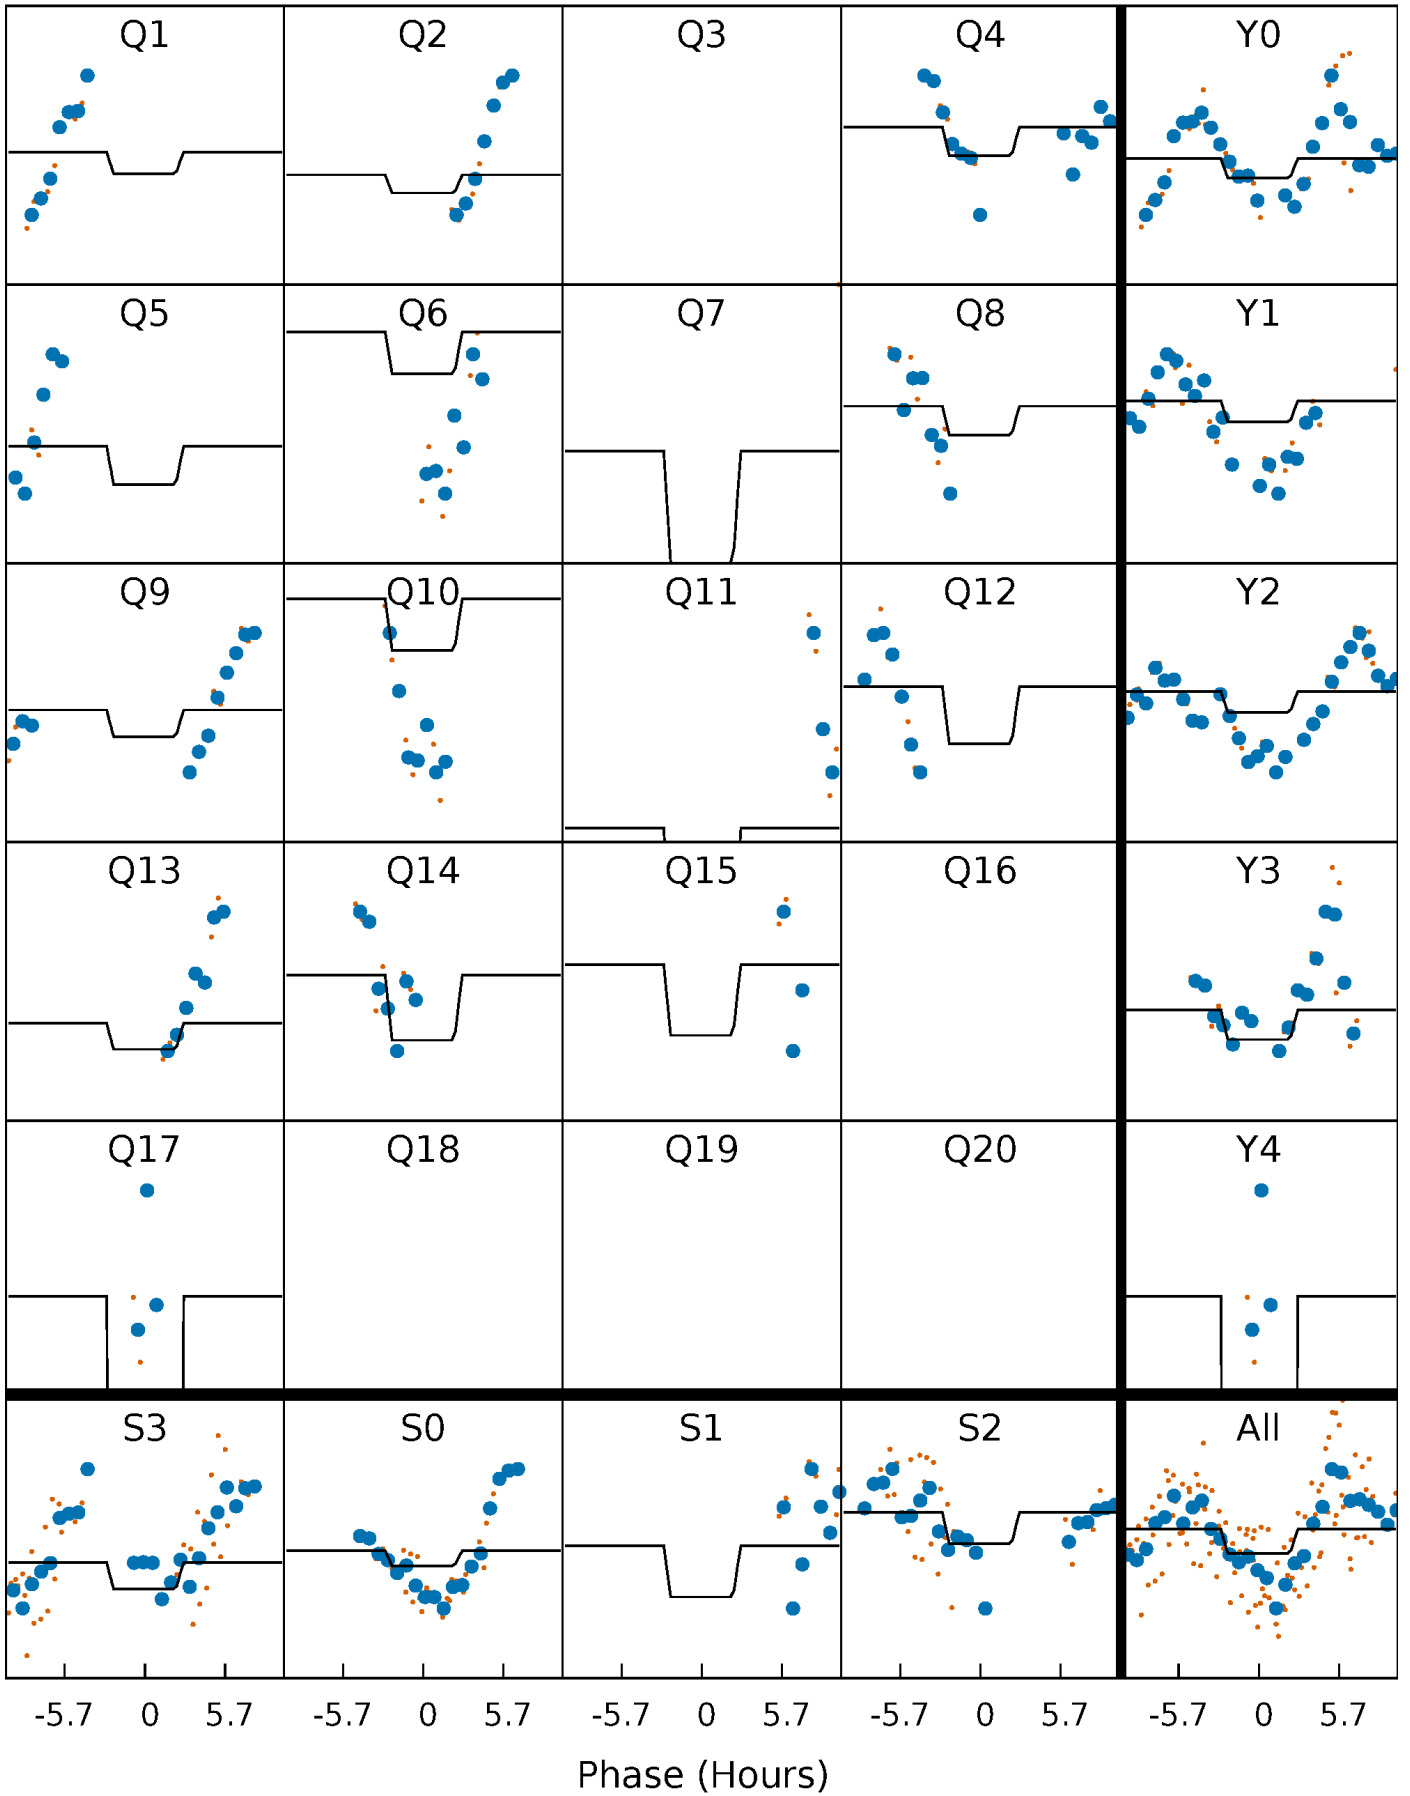 Q1 Q2 Q3 Q4 Y0
Q5 Q6 Q7 Q8 Y1
Q9 Q10 Q11 Q12 Y2
Q13 Q14 Q15 Q16 Y3
Q17 Q18 Q19 Q20 Y4
S3 S0 S1 S2 All
-5.7 0 5.7 -5.7 0 5.7 -5.7 0 5.7 -5.7 0 5.7 -5.7 0 5.7
Phase (Hours)